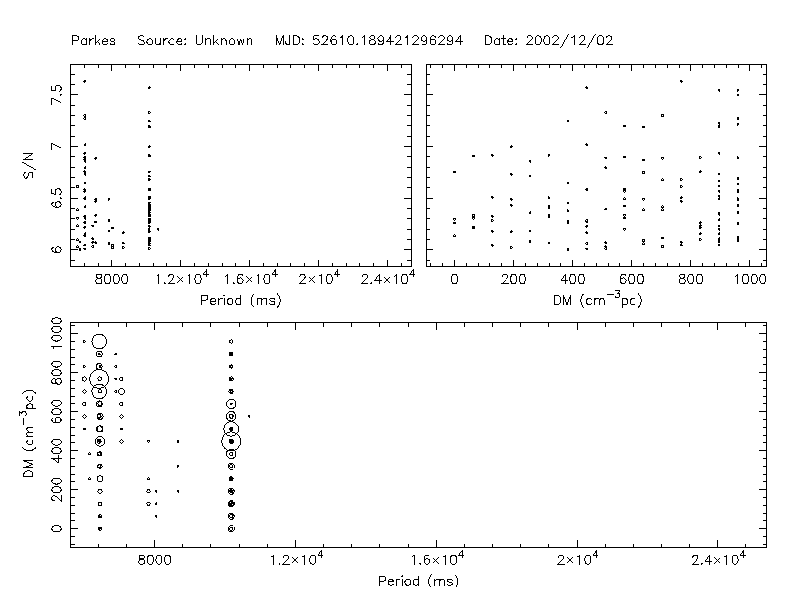 Parkes Source: Unknown MJD: 52610.189421296294 Date: 2002/12/02
S/N
7.5
7
6.5
6
8000 1.2×10⁴ 1.6×10⁴ 2×10⁴ 2.4×10⁴
Period (ms)
0 200 400 600 800 1000
DM (cm⁻³pc)
DM (cm⁻³pc)
1000
800
600
400
200
0
8000 1.2×10⁴ 1.6×10⁴ 2×10⁴ 2.4×10⁴
Period (ms)